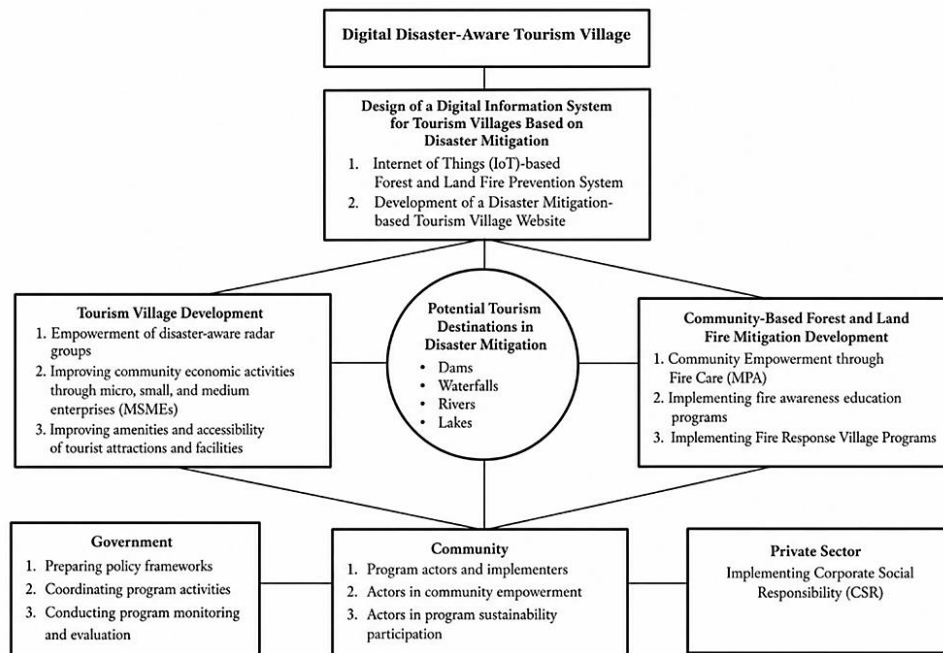 Digital Disaster-Aware Tourism Village
Design of a Digital Information System
for Tourism Villages Based on
Disaster Mitigation
1. Internet of Things (IoT)-based
Forest and Land Fire Prevention System
2. Development of a Disaster Mitigation-
based Tourism Village Website
Tourism Village Development
1. Empowerment of disaster-aware radar
groups
2. Improving community economic activities
through micro, small, and medium
enterprises (MSMEs)
3. Improving amenities and accessibility
of tourist attractions and facilities
Potential Tourism
Destinations in
Disaster Mitigation
• Dams
• Waterfalls
• Rivers
• Lakes
Community-Based Forest and Land
Fire Mitigation Development
1. Community Empowerment through
Fire Care (MPA)
2. Implementing fire awareness education
programs
3. Implementing Fire Response Village Programs
Government
1. Preparing policy frameworks
2. Coordinating program activities
3. Conducting program monitoring
and evaluation
Community
1. Program actors and implementers
2. Actors in community empowerment
3. Actors in program sustainability
participation
Private Sector
Implementing Corporate Social
Responsibility (CSR)